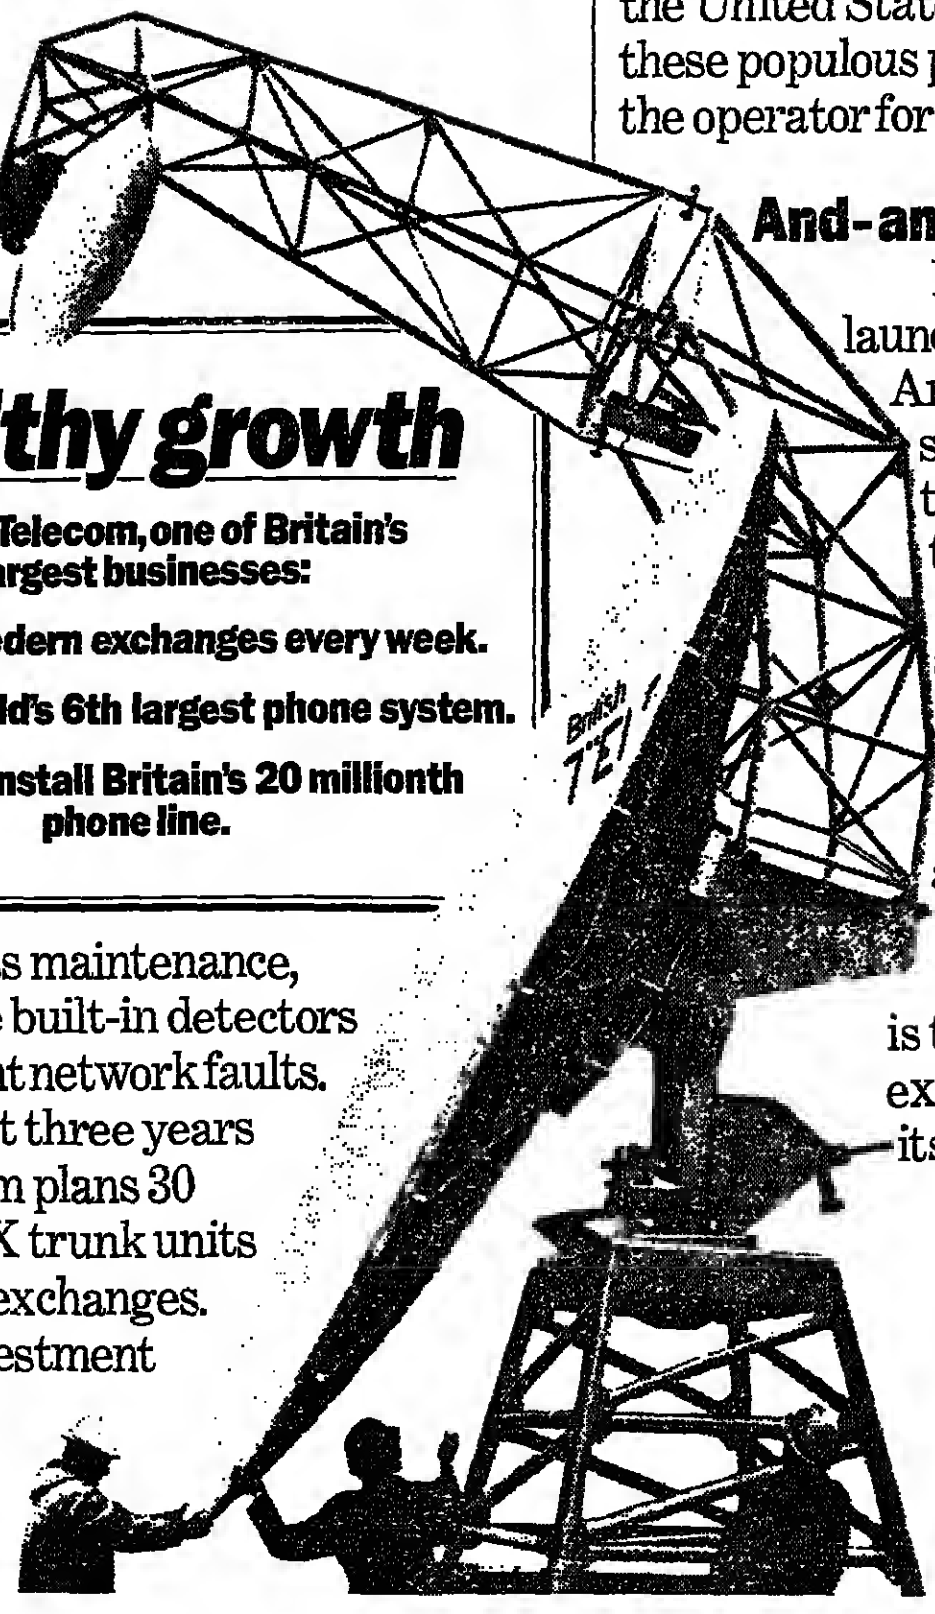 the United Stat
these populous p
the operator for
And-an
laun
Ar
s
t
t
thy growth
Telecom, one of Britain's
argest businesses:
dern exchanges every week.
ld's 6th largest phone system.
nstall Britain's 20 millionth
phone line.
British
TEL
s maintenance,
e built-in detectors
nt network faults.
t three years
m plans 30
X trunk units
exchanges.
estment
a
is t
ex
its